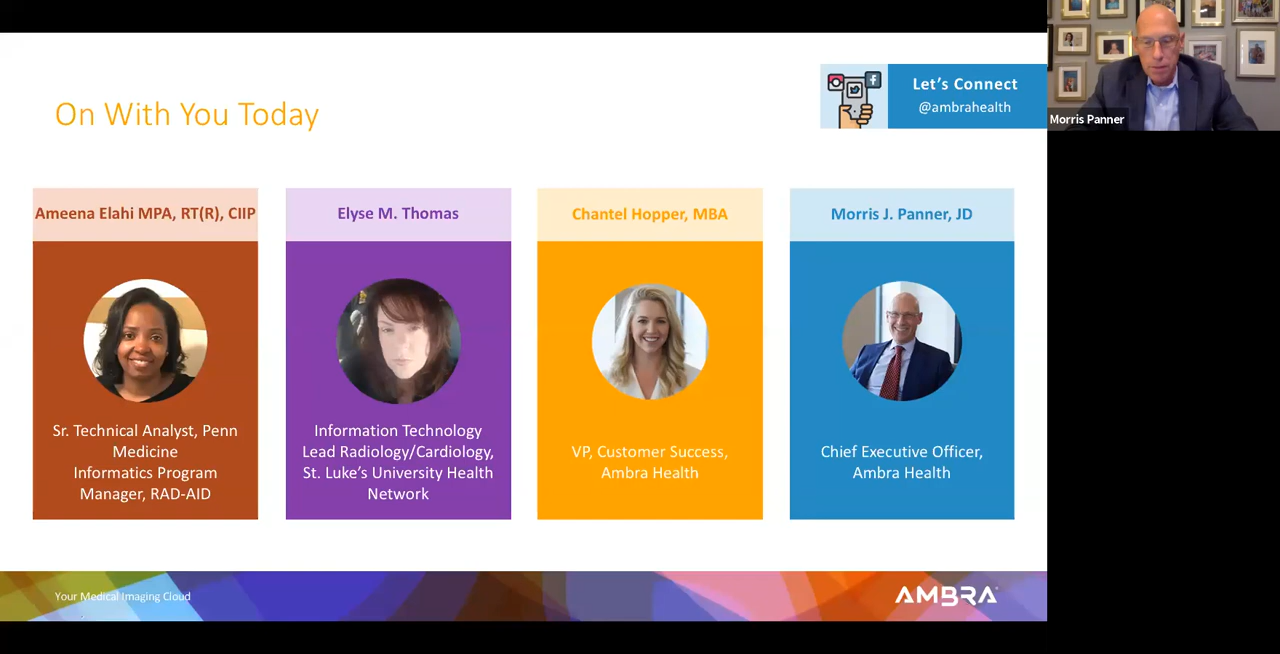 On With You Today
Let's Connect
@ambrahealth
Morris Panner
Ameena Elahi MPA, RT(R), CIIP
Sr. Technical Analyst, Penn
Medicine
Informatics Program
Manager, RAD-AID
Elyse M. Thomas
Information Technology
Lead Radiology/Cardiology,
St. Luke's University Health
Network
Chantel Hopper, MBA
VP, Customer Success,
Ambra Health
Morris J. Panner, JD
Chief Executive Officer,
Ambra Health
Your Medical Imaging Cloud
AMBRA